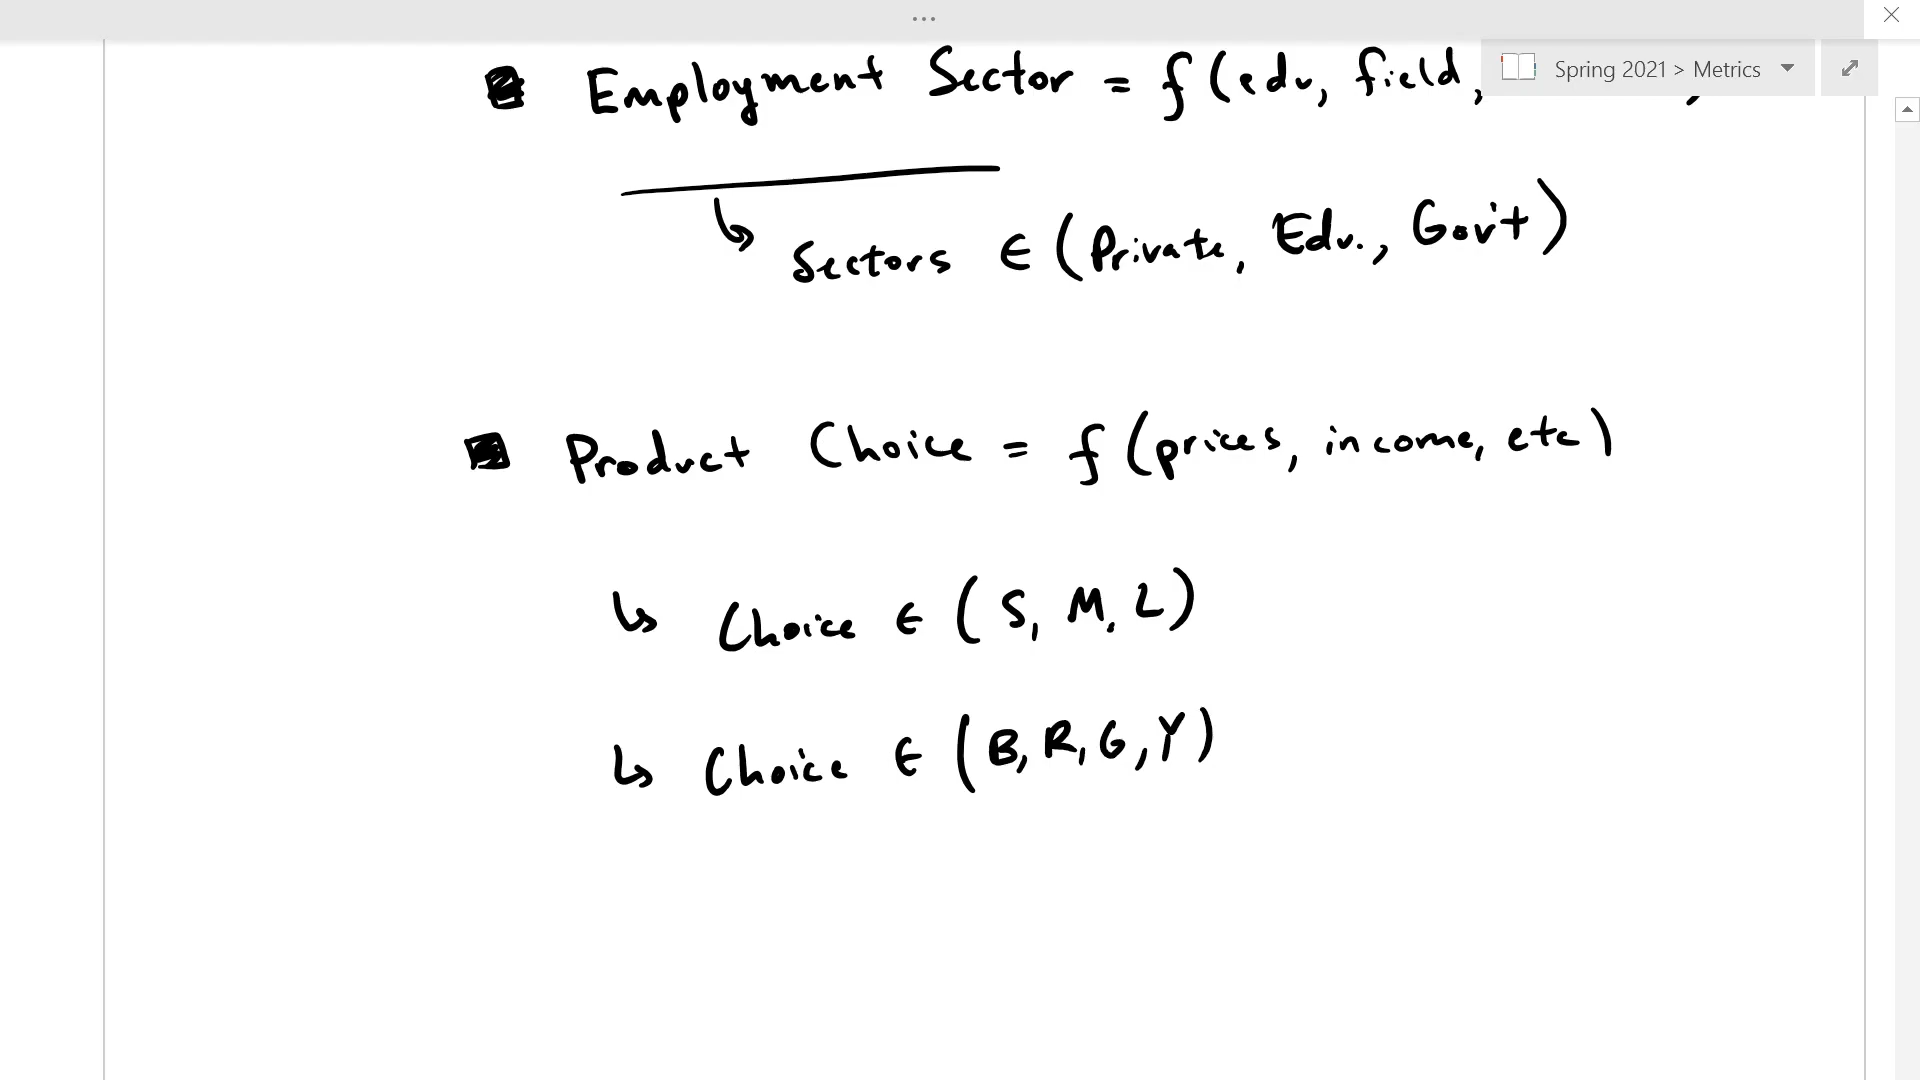 ...
Spring 2021 > Metrics
Employment Sector = f (edu, field,
↳ Sectors ∈ (Private, Edu., Gov't)
Product Choice = f (prices, income, etc)
↳ Choice ∈ (S, M, L)
↳ Choice ∈ (B, R, G, Y)